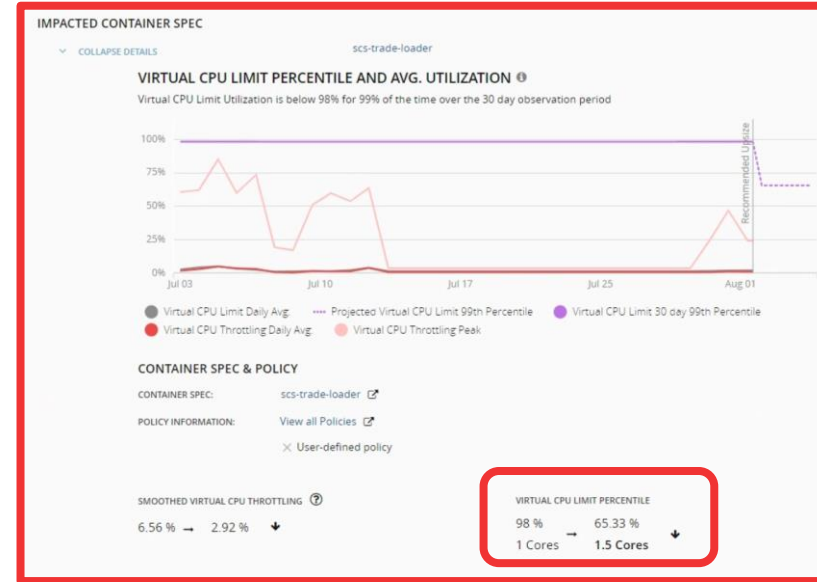 IMPACTED CONTAINER SPEC
COLLAPSE DETAILS
scs-trade-loader
VIRTUAL CPU LIMIT PERCENTILE AND AVG. UTILIZATION
Virtual CPU Limit Utilization is below 98% for 99% of the time over the 30 day observation period
100%
75%
50%
25%
0%
Recommended Upsize
Jul 03 Jul 10 Jul 17 Jul 25 Aug 01
Virtual CPU Limit Daily Avg. Projected Virtual CPU Limit 99th Percentile Virtual CPU Limit 30 day 99th Percentile
Virtual CPU Throttling Daily Avg. Virtual CPU Throttling Peak
CONTAINER SPEC & POLICY
CONTAINER SPEC: scs-trade-loader
POLICY INFORMATION: View all Policies
User-defined policy
SMOOTHED VIRTUAL CPU THROTTLING ?
6.56 % → 2.92 %
VIRTUAL CPU LIMIT PERCENTILE
98 % → 65.33 %
1 Cores 1.5 Cores